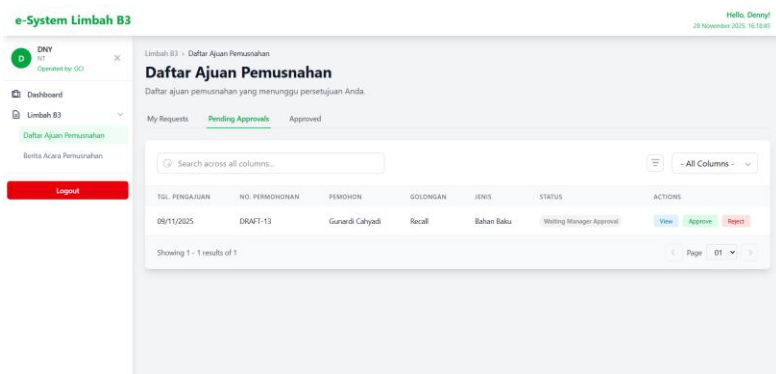 e-System Limbah B3
Hello, Denny!
28 November 2025, 16:18:45
D
DNY
NT
Operated by: GCI
Dashboard
Limbah B3
Daftar Ajuan Pemusnahan
Berita Acara Pemusnahan
Logout
Limbah B3 > Daftar Ajuan Pemusnahan
Daftar Ajuan Pemusnahan
Daftar ajuan pemusnahan yang menunggu persetujuan Anda.
My Requests Pending Approvals Approved
Search across all columns...
- All Columns -
TGL. PENGAJUAN NO. PERMOHONAN PEMOHON GOLONGAN JENIS STATUS ACTIONS
09/11/2025 DRAFT-13 Gunardi Cahyadi Recall Bahan Baku Waiting Manager Approval View Approve Reject
Showing 1 - 1 results of 1
Page 01